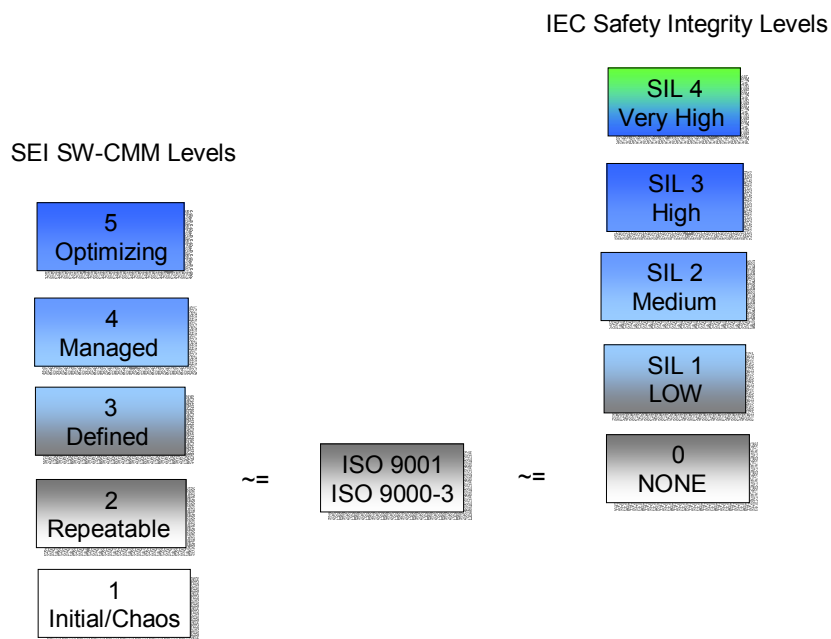 IEC Safety Integrity Levels
SIL 4
Very High
SEI SW-CMM Levels
SIL 3
High
5
Optimizing
SIL 2
Medium
4
Managed
SIL 1
LOW
3
Defined
~=
ISO 9001
ISO 9000-3
~=
0
NONE
2
Repeatable
1
Initial/Chaos